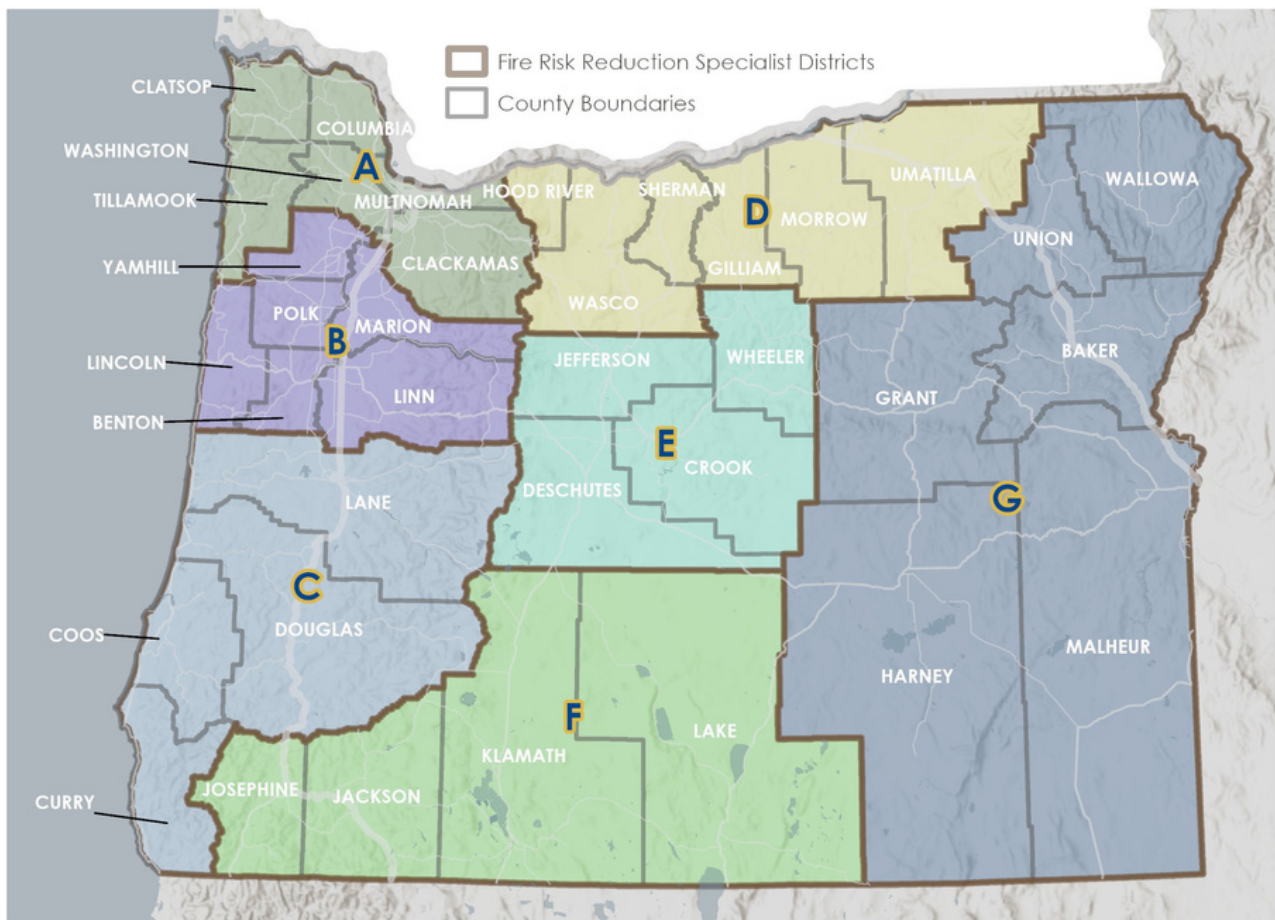 Fire Risk Reduction Specialist Districts
County Boundaries
CLATSOP
COLUMBIA
WASHINGTON
A
TILLAMOOK
MULTNOMAH
HOOD RIVER
SHERMAN
UMATILLA
WALLOWA
D
MORROW
UNION
YAMHILL
CLACKAMAS
GILLIAM
WASCO
POLK
MARION
B
LINCOLN
JEFFERSON
WHEELER
BAKER
LINN
GRANT
BENTON
E
CROOK
DESCHUTES
LANE
G
C
COOS
DOUGLAS
MALHEUR
HARNEY
F
LAKE
KLAMATH
JOSEPHINE
JACKSON
CURRY